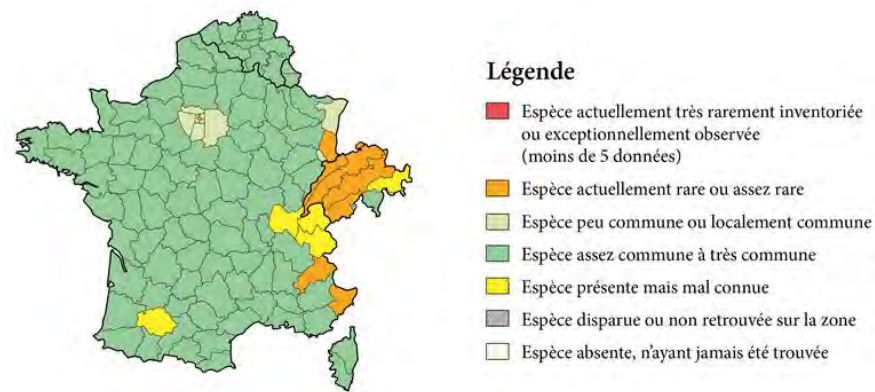 Légende
Espèce actuellement très rarement inventoriée
ou exceptionnellement observée
(moins de 5 données)
Espèce actuellement rare ou assez rare
Espèce peu commune ou localement commune
Espèce assez commune à très commune
Espèce présente mais mal connue
Espèce disparue ou non retrouvée sur la zone
Espèce absente, n'ayant jamais été trouvée